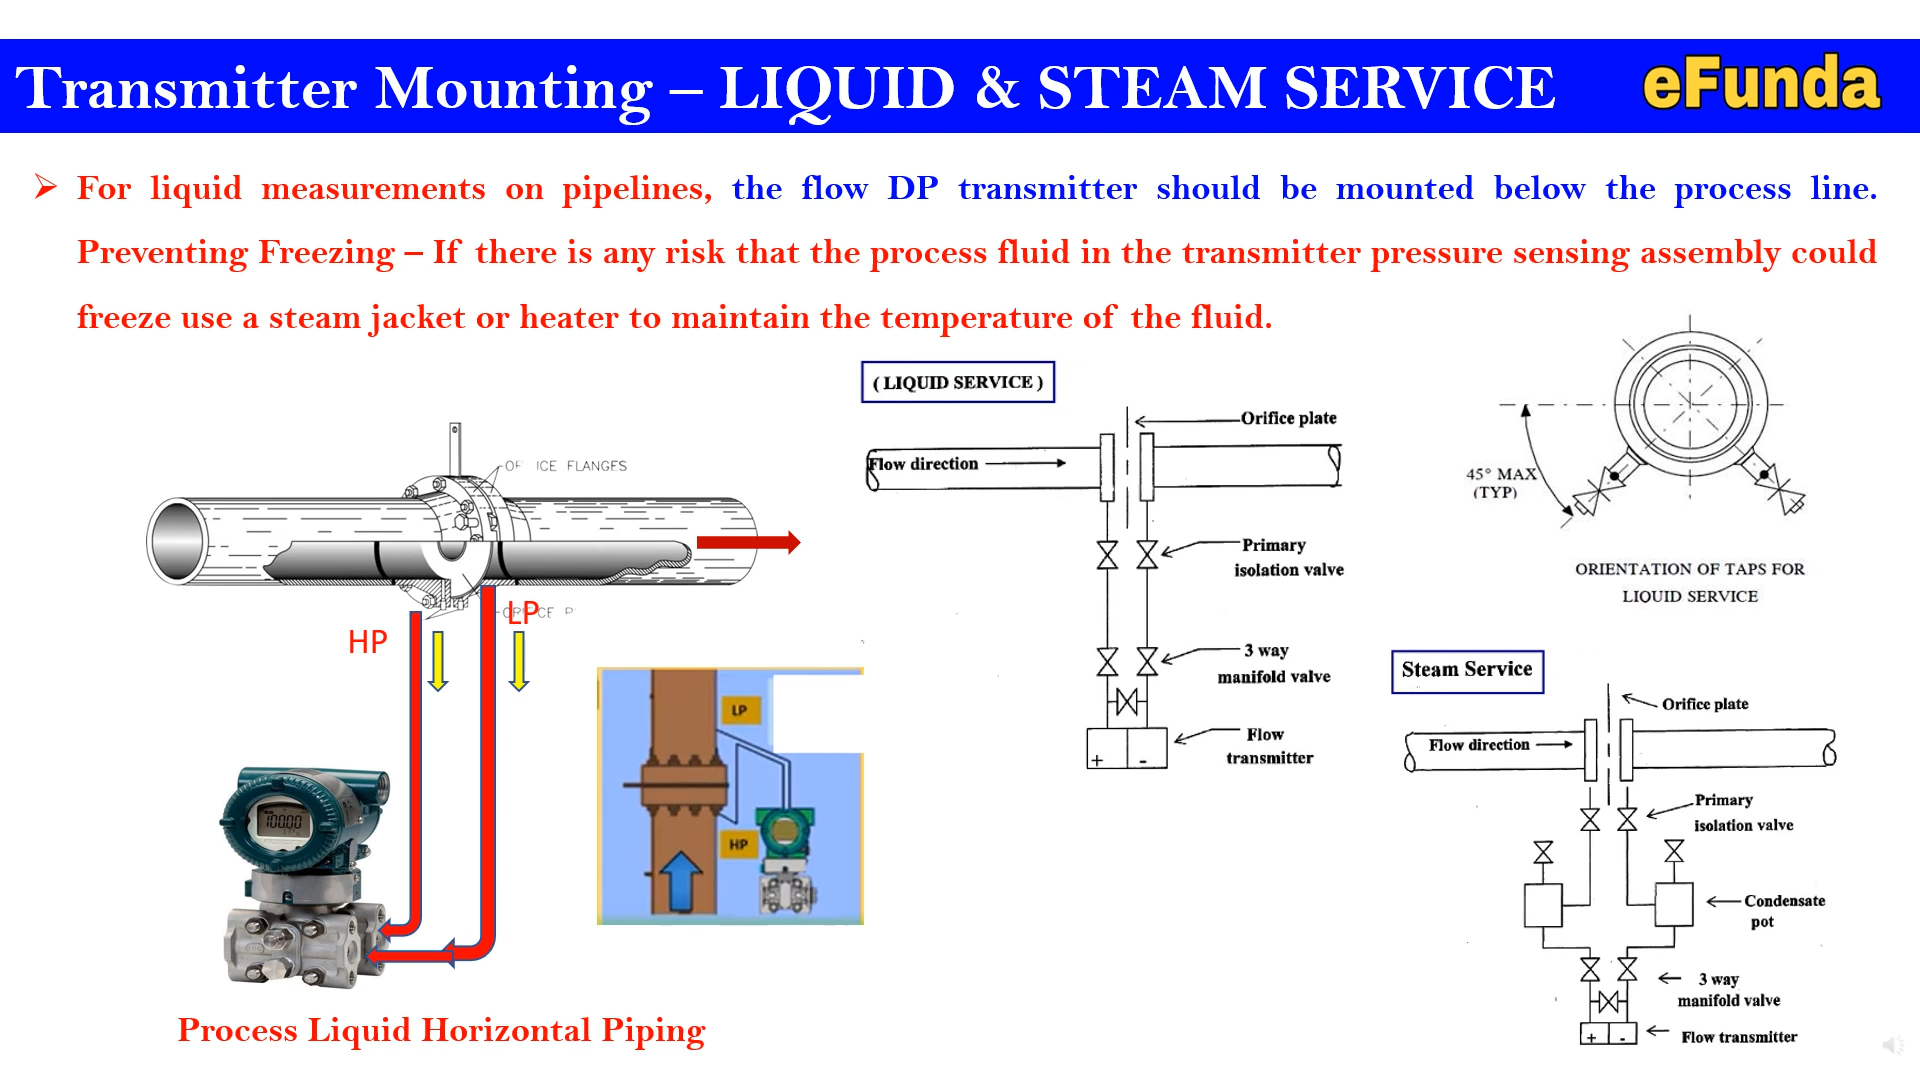 Transmitter Mounting – LIQUID & STEAM SERVICE
eFunda
➢ For liquid measurements on pipelines, the flow DP transmitter should be mounted below the process line.
Preventing Freezing – If there is any risk that the process fluid in the transmitter pressure sensing assembly could
freeze use a steam jacket or heater to maintain the temperature of the fluid.
( LIQUID SERVICE )
Orifice plate
Flow direction
Primary
isolation valve
3 way
manifold valve
Flow
transmitter
+ -
45° MAX
(TYP)
ORIENTATION OF TAPS FOR
LIQUID SERVICE
FLANGES
HP
LP
100.00
LP
HP
Process Liquid Horizontal Piping
Steam Service
Orifice plate
Flow direction
Primary
isolation valve
Condensate
pot
3 way
manifold valve
Flow transmitter
+ -